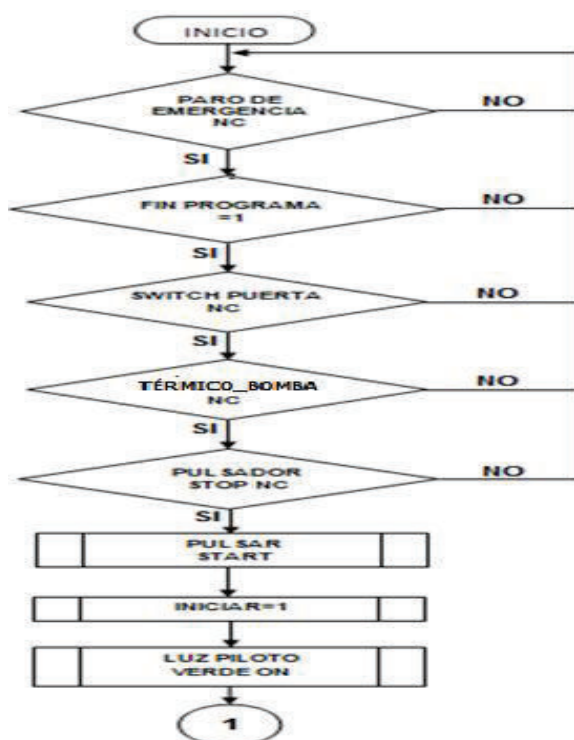 INICIO
PARO DE
EMERGENCIA
NC
NO
SI
FIN PROGRAMA
=1
NO
SI
SWITCH PUERTA
NC
NO
SI
TÉRMICO_BOMBA
NC
NO
SI
PULSADOR
STOP NC
NO
SI
PULSAR
START
INICIAR=1
LUZ PILOTO
VERDE ON
1